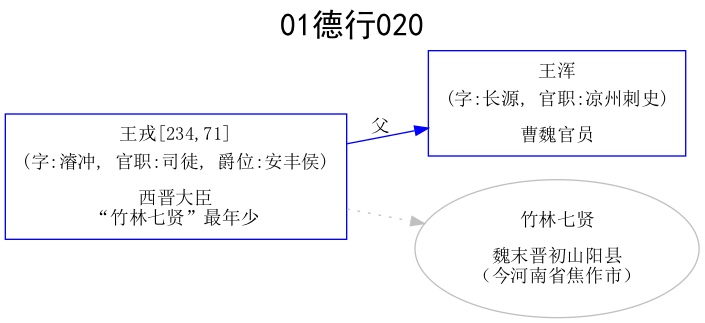 01德行020
王戎[234,71]
(字:濬冲, 官职:司徒, 爵位:安丰侯)
西晋大臣
“竹林七贤”最年少
父
王浑
(字:长源, 官职:凉州刺史)
曹魏官员
竹林七贤
魏末晋初山阳县
（今河南省焦作市）